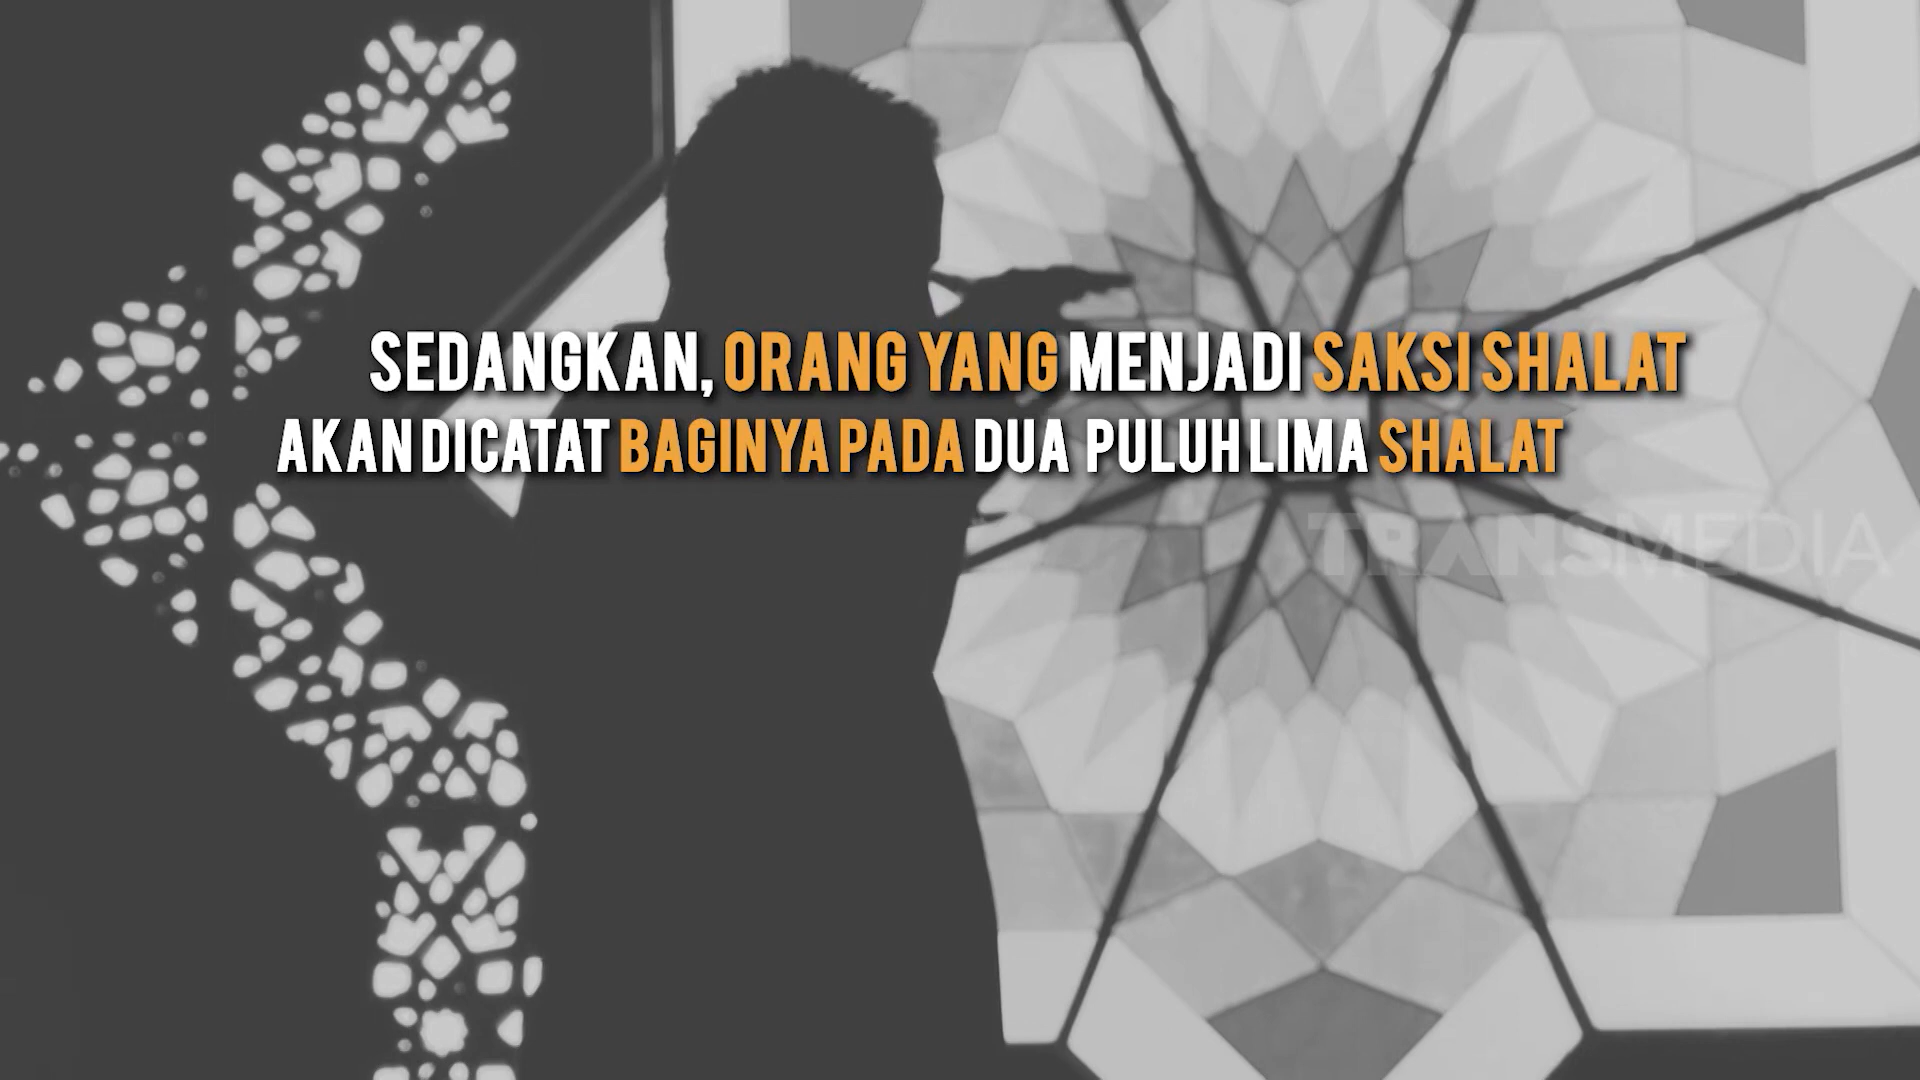 SEDANGKAN, ORANG YANG MENJADI SAKSI SHALAT
AKAN DICATAT BAGINYA PADA DUA PULUH LIMA SHALAT
TRANSMEDIA